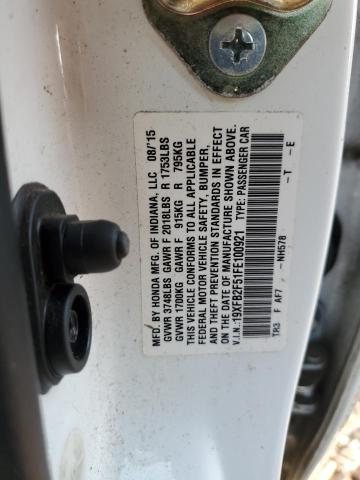 MFD. BY HONDA MFG. OF INDIANA, LLC 08/'15
GVWR 3748LBS GAWR F 2018LBS R 1753LBS
GVWR 1700KG GAWR F 915KG R 795KG
THIS VEHICLE CONFORMS TO ALL APPLICABLE
FEDERAL MOTOR VEHICLE SAFETY, BUMPER,
AND THEFT PREVENTION STANDARDS IN EFFECT
ON THE DATE OF MANUFACTURE SHOWN ABOVE.
V.I.N.:19XFB2F51FE100921 TYPE: PASSENGER CAR
TR3 F AF7 -NH578 -T -E